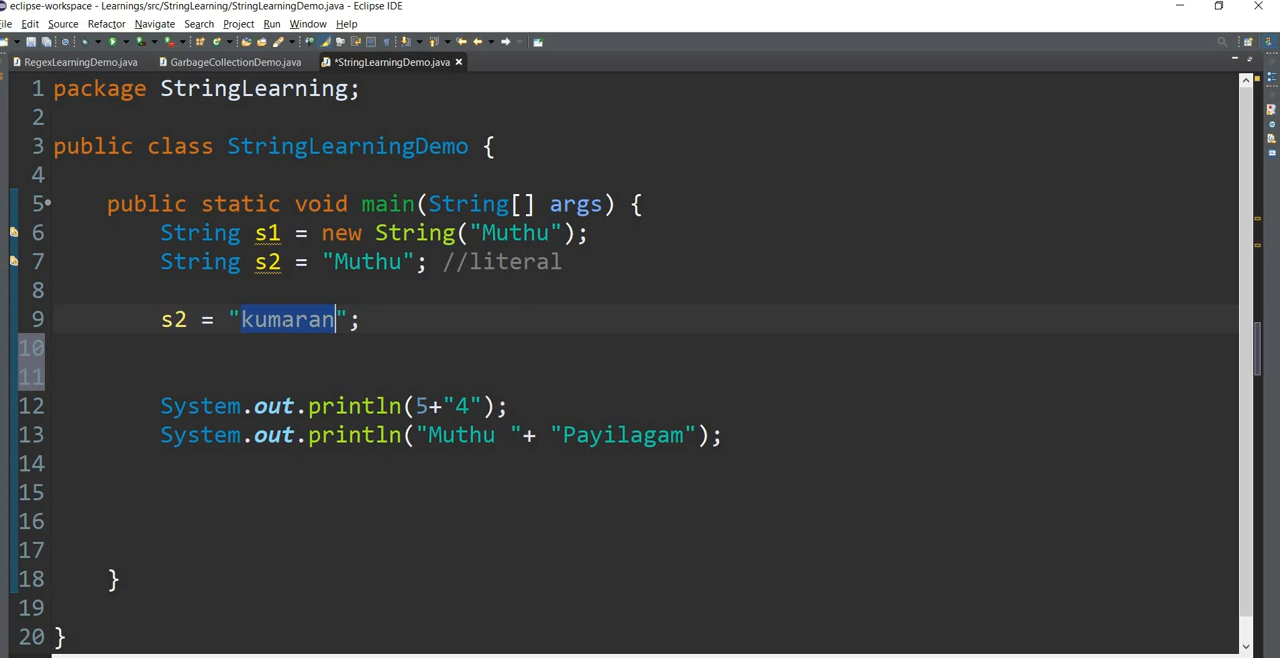 eclipse-workspace - Learnings/src/StringLearning/StringLearningDemo.java - Eclipse IDE
ile Edit Source Refactor Navigate Search Project Run Window Help
RegexLearningDemo.java GarbageCollectionDemo.java *StringLearningDemo.java
1 package StringLearning;
2
3 public class StringLearningDemo {
4
5 public static void main(String[] args) {
6 String s1 = new String("Muthu");
7 String s2 = "Muthu"; //literal
8
9 s2 = "kumaran";
10
11
12 System.out.println(5+"4");
13 System.out.println("Muthu "+ "Payilagam");
14
15
16
17
18 }
19
20 }